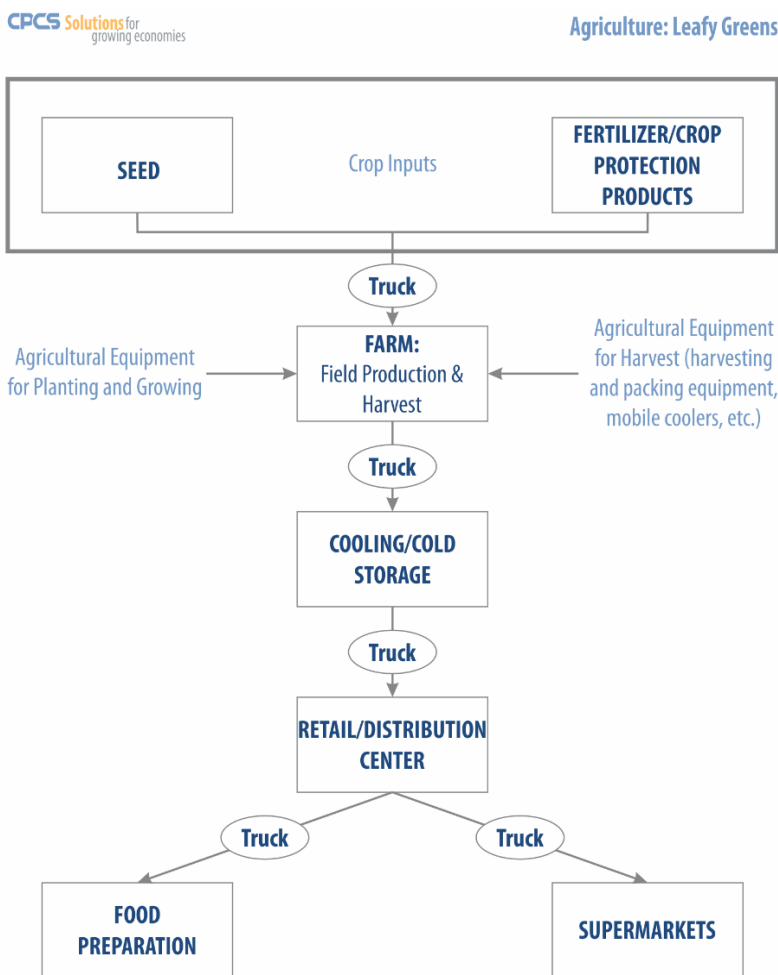 CPCS Solutions for
growing economies
Agriculture: Leafy Greens
SEED
Crop Inputs
FERTILIZER/CROP
PROTECTION
PRODUCTS
Truck
Agricultural Equipment
for Planting and Growing
FARM:
Field Production &
Harvest
Agricultural Equipment
for Harvest (harvesting
and packing equipment,
mobile coolers, etc.)
Truck
COOLING/COLD
STORAGE
Truck
RETAIL/DISTRIBUTION
CENTER
Truck
Truck
FOOD
PREPARATION
SUPERMARKETS